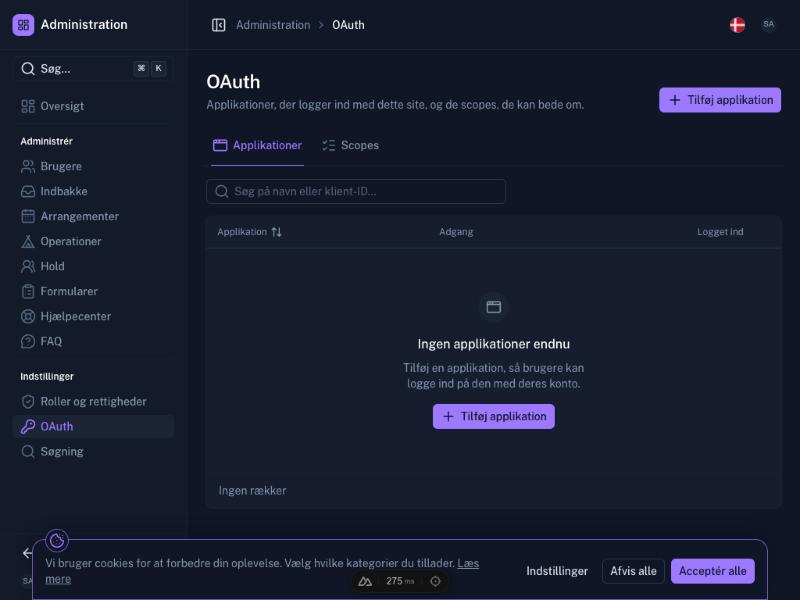 Administration
Administration > OAuth
SA
Søg...
⌘ K
Oversigt
Administrér
Brugere
Indbakke
Arrangementer
Operationer
Hold
Formularer
Hjælpecenter
FAQ
Indstillinger
Roller og rettigheder
OAuth
Søgning
SA
OAuth
Applikationer, der logger ind med dette site, og de scopes, de kan bede om.
Tilføj applikation
Applikationer
Scopes
Søg på navn eller klient-ID...
Applikation
Adgang
Logget ind
Ingen applikationer endnu
Tilføj en applikation, så brugere kan
logge ind på den med deres konto.
Tilføj applikation
Ingen rækker
Vi bruger cookies for at forbedre din oplevelse. Vælg hvilke kategorier du tillader. Læs
mere
Indstillinger
Afvis alle
Acceptér alle
275 ms